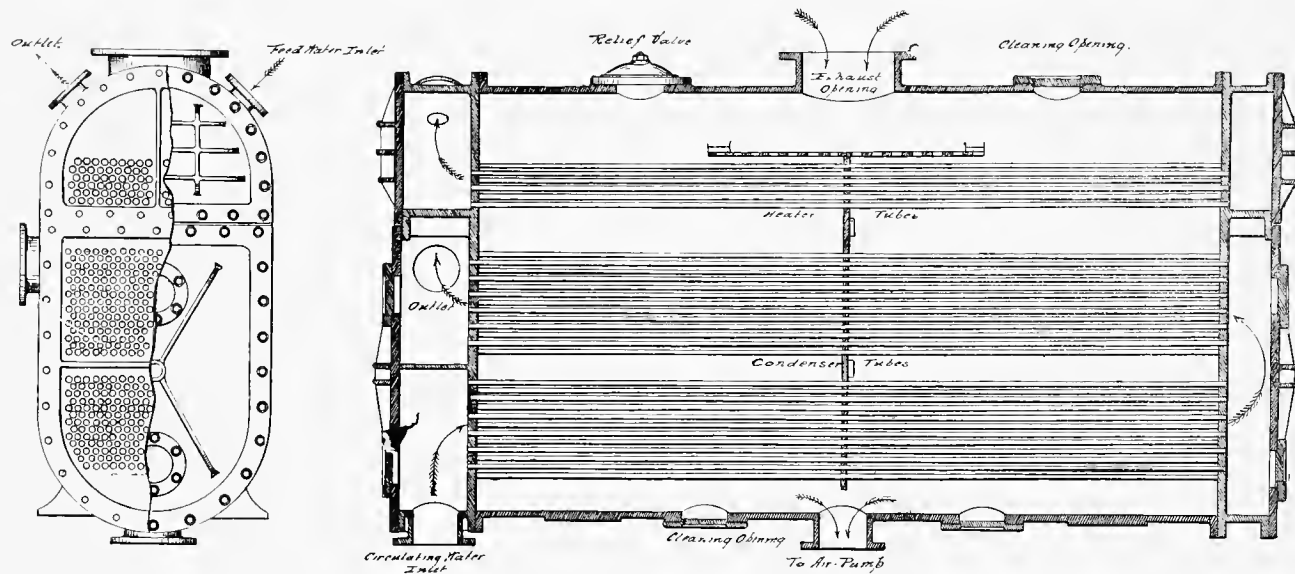 Outlet.
Feed Water Inlet
Relief Valve
Exhaust
Opening
Cleaning Opening.
Heater Tubes
Outlet
Condenser Tubes
Cleaning Opening
Circulating Water
Inlet
To Air-Pump